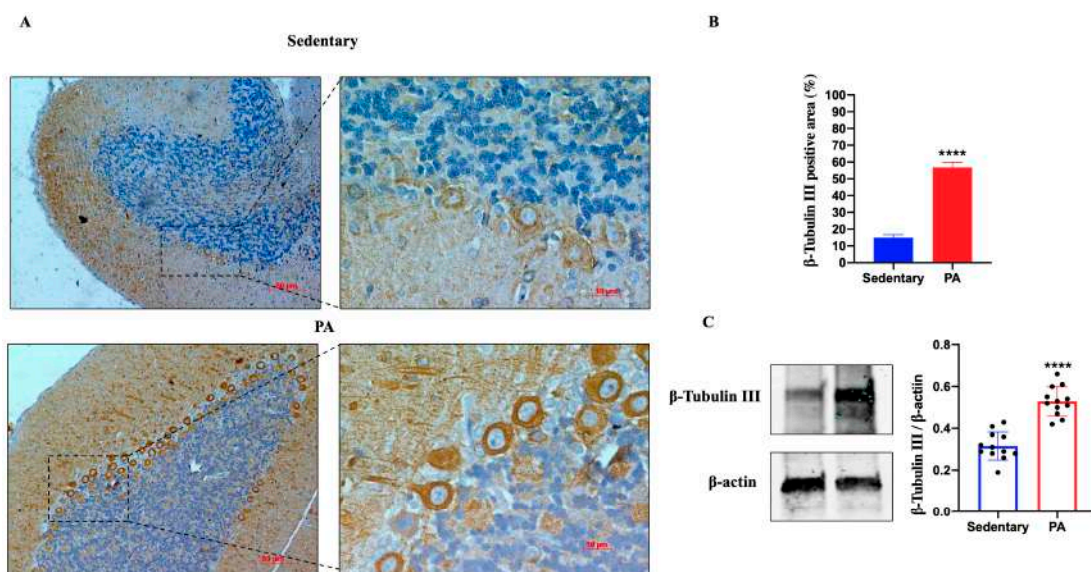 A
Sedentary
PA
B
β-Tubulin III positive area (%)
100
90
80
70
60
50
40
30
20
10
0
****
Sedentary
PA
C
β-Tubulin III
β-actin
β-Tubulin III / β-actiin
0.8
0.6
0.4
0.2
0.0
****
Sedentary
PA